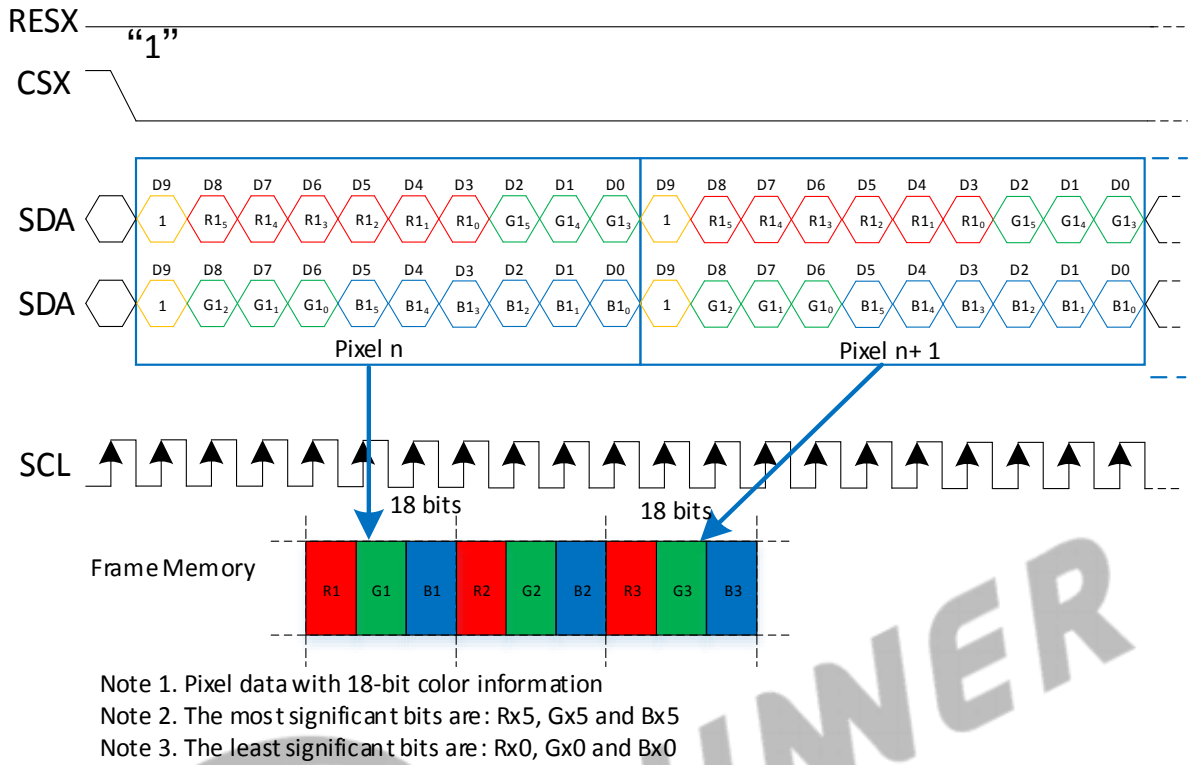 RESX
“1”
CSX
D9 D8 D7 D6 D5 D4 D3 D2 D1 D0 D9 D8 D7 D6 D5 D4 D3 D2 D1 D0
SDA 1 R1₅ R1₄ R1₃ R1₂ R1₁ R1₀ G1₅ G1₄ G1₃ 1 R1₅ R1₄ R1₃ R1₂ R1₁ R1₀ G1₅ G1₄ G1₃
D9 D8 D7 D6 D5 D4 D3 D2 D1 D0 D9 D8 D7 D6 D5 D4 D3 D2 D1 D0
SDA 1 G1₂ G1₁ G1₀ B1₅ B1₄ B1₃ B1₂ B1₁ B1₀ 1 G1₂ G1₁ G1₀ B1₅ B1₄ B1₃ B1₂ B1₁ B1₀
Pixel n Pixel n+ 1
SCL
18 bits 18 bits
Frame Memory
R1 G1 B1 R2 G2 B2 R3 G3 B3
Note 1. Pixel data with 18-bit color information
Note 2. The most significant bits are: Rx5, Gx5 and Bx5
Note 3. The least significant bits are: Rx0, Gx0 and Bx0